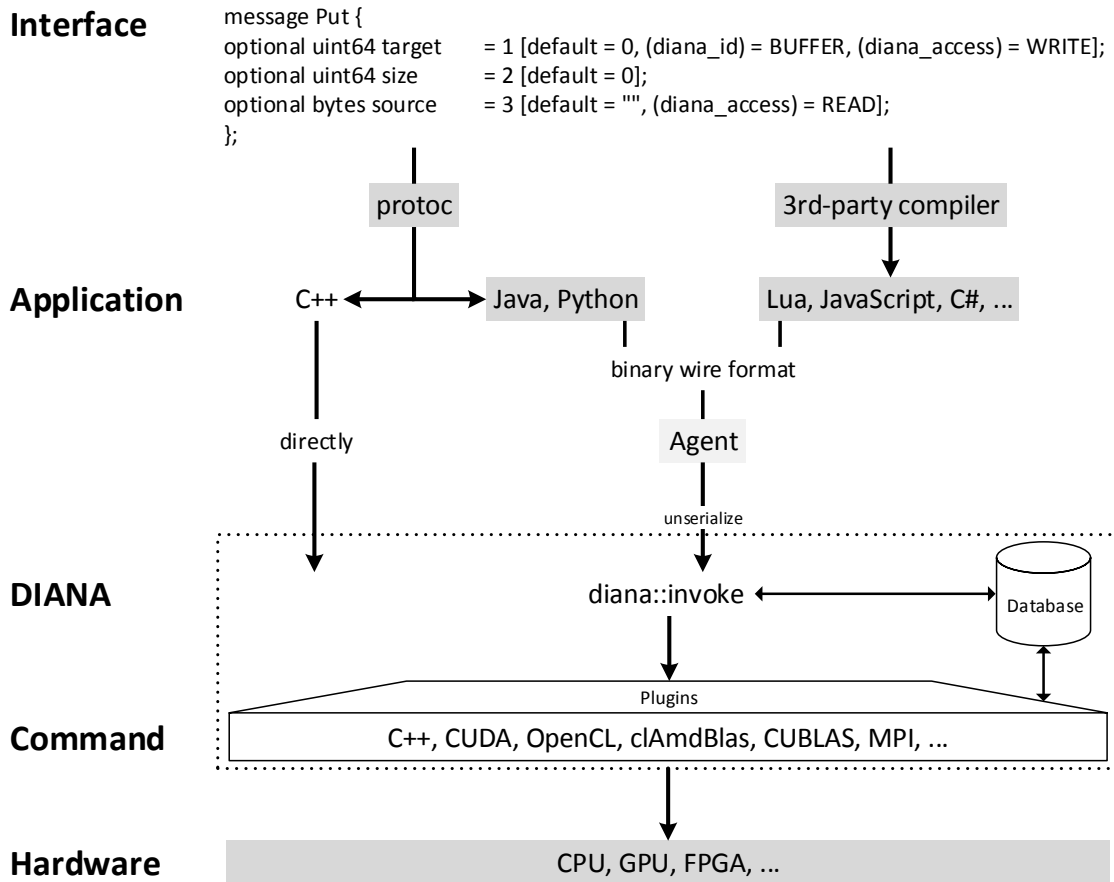 Interface
message Put {
optional uint64 target = 1 [default = 0, (diana_id) = BUFFER, (diana_access) = WRITE];
optional uint64 size = 2 [default = 0];
optional bytes source = 3 [default = "", (diana_access) = READ];
};
protoc
3rd-party compiler
Application
C++
Java, Python
Lua, JavaScript, C#, ...
binary wire format
directly
Agent
unserialize
DIANA
diana::invoke
Database
Plugins
Command
C++, CUDA, OpenCL, clAmdBlas, CUBLAS, MPI, ...
Hardware
CPU, GPU, FPGA, ...